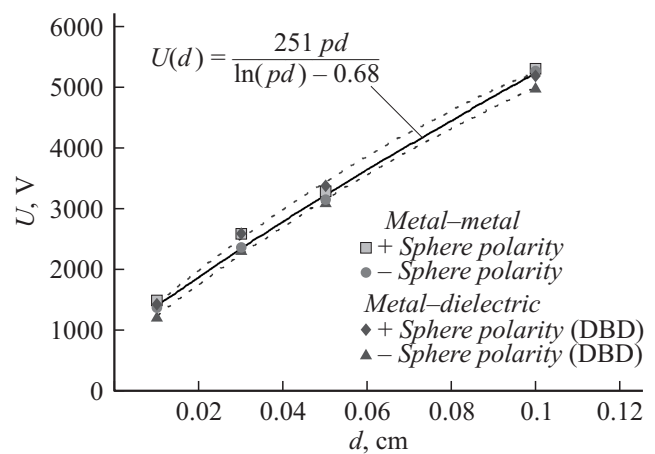 6000
5000
4000
3000
2000
1000
0
U, V
U(d) = 251 pd / ln(pd) – 0.68
Metal–metal
+ Sphere polarity
– Sphere polarity
Metal–dielectric
+ Sphere polarity (DBD)
– Sphere polarity (DBD)
0.02 0.04 0.06 0.08 0.1 0.12
d, cm